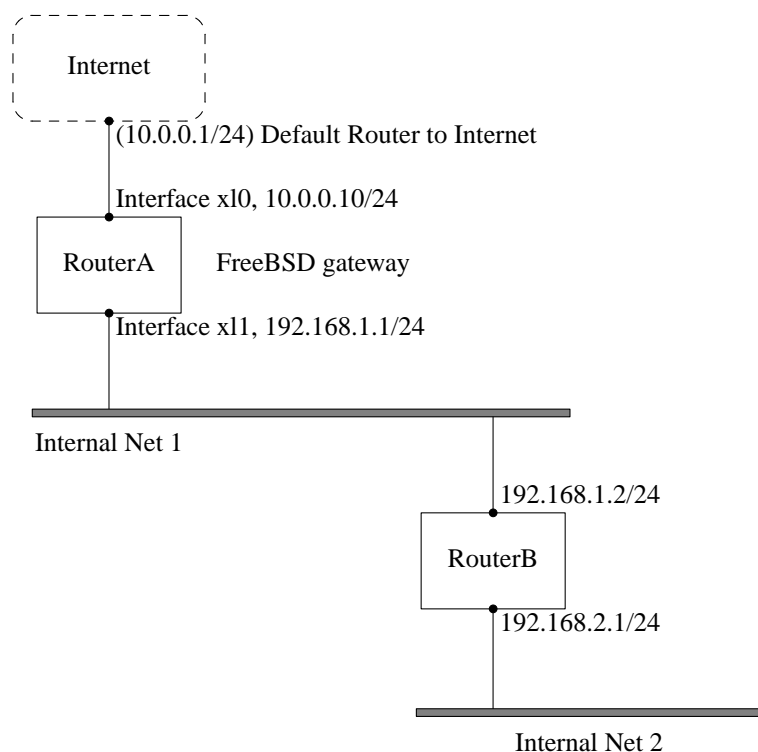 Internet
(10.0.0.1/24) Default Router to Internet
Interface xl0, 10.0.0.10/24
RouterA
FreeBSD gateway
Interface xl1, 192.168.1.1/24
Internal Net 1
192.168.1.2/24
RouterB
192.168.2.1/24
Internal Net 2